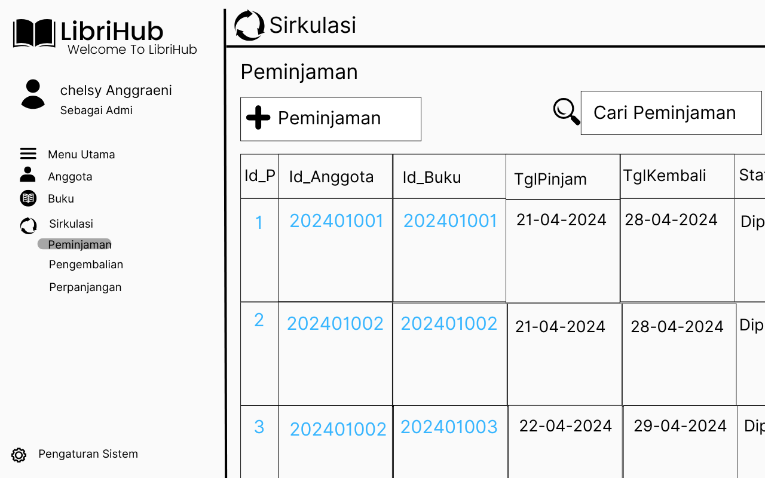 LibriHub
Welcome To LibriHub
chelsy Anggraeni
Sebagai Admi
Menu Utama
Anggota
Buku
Sirkulasi
Peminjaman
Pengembalian
Perpanjangan
Pengaturan Sistem
Sirkulasi
Peminjaman
Peminjaman
Cari Peminjaman
Id_P Id_Anggota Id_Buku TglPinjam TglKembali Stat
1 202401001 202401001 21-04-2024 28-04-2024 Dip
2 202401002 202401002 21-04-2024 28-04-2024 Dip
3 202401002 202401003 22-04-2024 29-04-2024 Dip